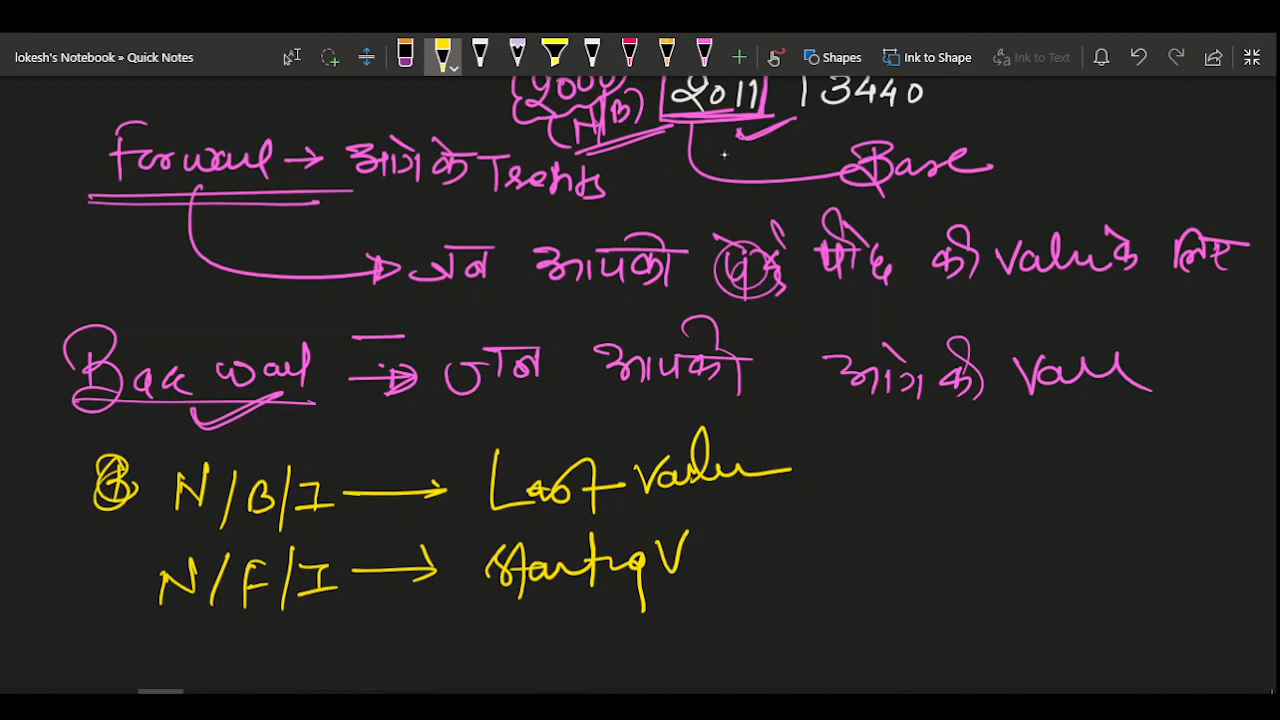 lokesh's Notebook » Quick Notes Shapes Ink to Shape Ink to Text
2011 13440
(N/B)
Forward → आगे के Trends Base
जब आपको पीछे की value के लिए
Backward → जब आपको आगे की Valu
N/B/I → Last Value
N/F/I → Starting V